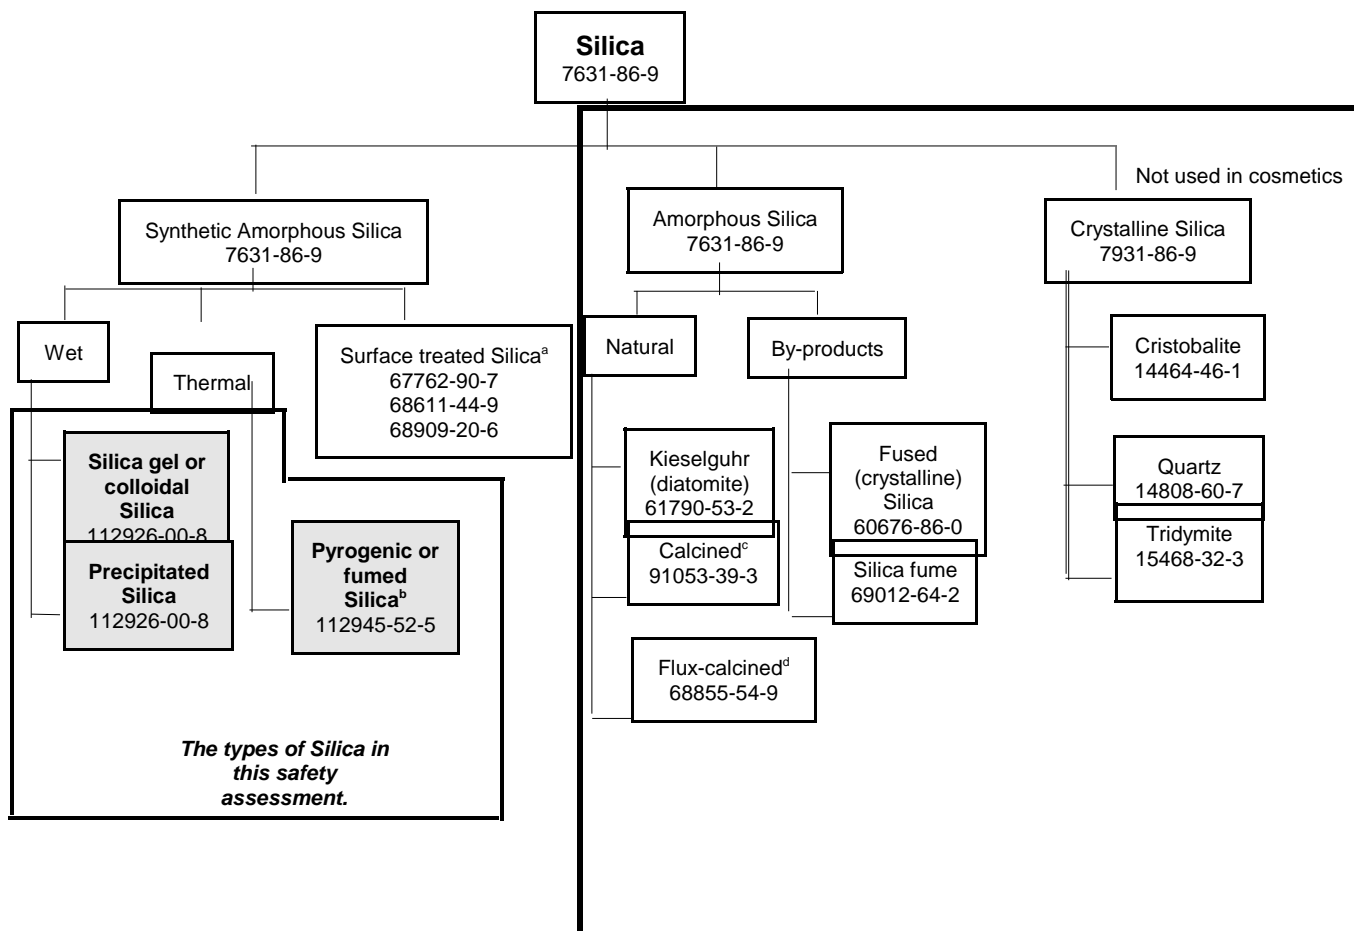 Silica
7631-86-9
Not used in cosmetics
Synthetic Amorphous Silica
7631-86-9
Amorphous Silica
7631-86-9
Crystalline Silica
7931-86-9
Wet
Thermal
Surface treated Silicaᵃ
67762-90-7
68611-44-9
68909-20-6
Natural
By-products
Cristobalite
14464-46-1
Silica gel or
colloidal
Silica
112926-00-8
Precipitated
Silica
112926-00-8
Pyrogenic or
fumed
Silicaᵇ
112945-52-5
Kieselguhr
(diatomite)
61790-53-2
Calcinedᶜ
91053-39-3
Flux-calcinedᵈ
68855-54-9
Fused
(crystalline)
Silica
60676-86-0
Silica fume
69012-64-2
Quartz
14808-60-7
Tridymite
15468-32-3
The types of Silica in
this safety
assessment.